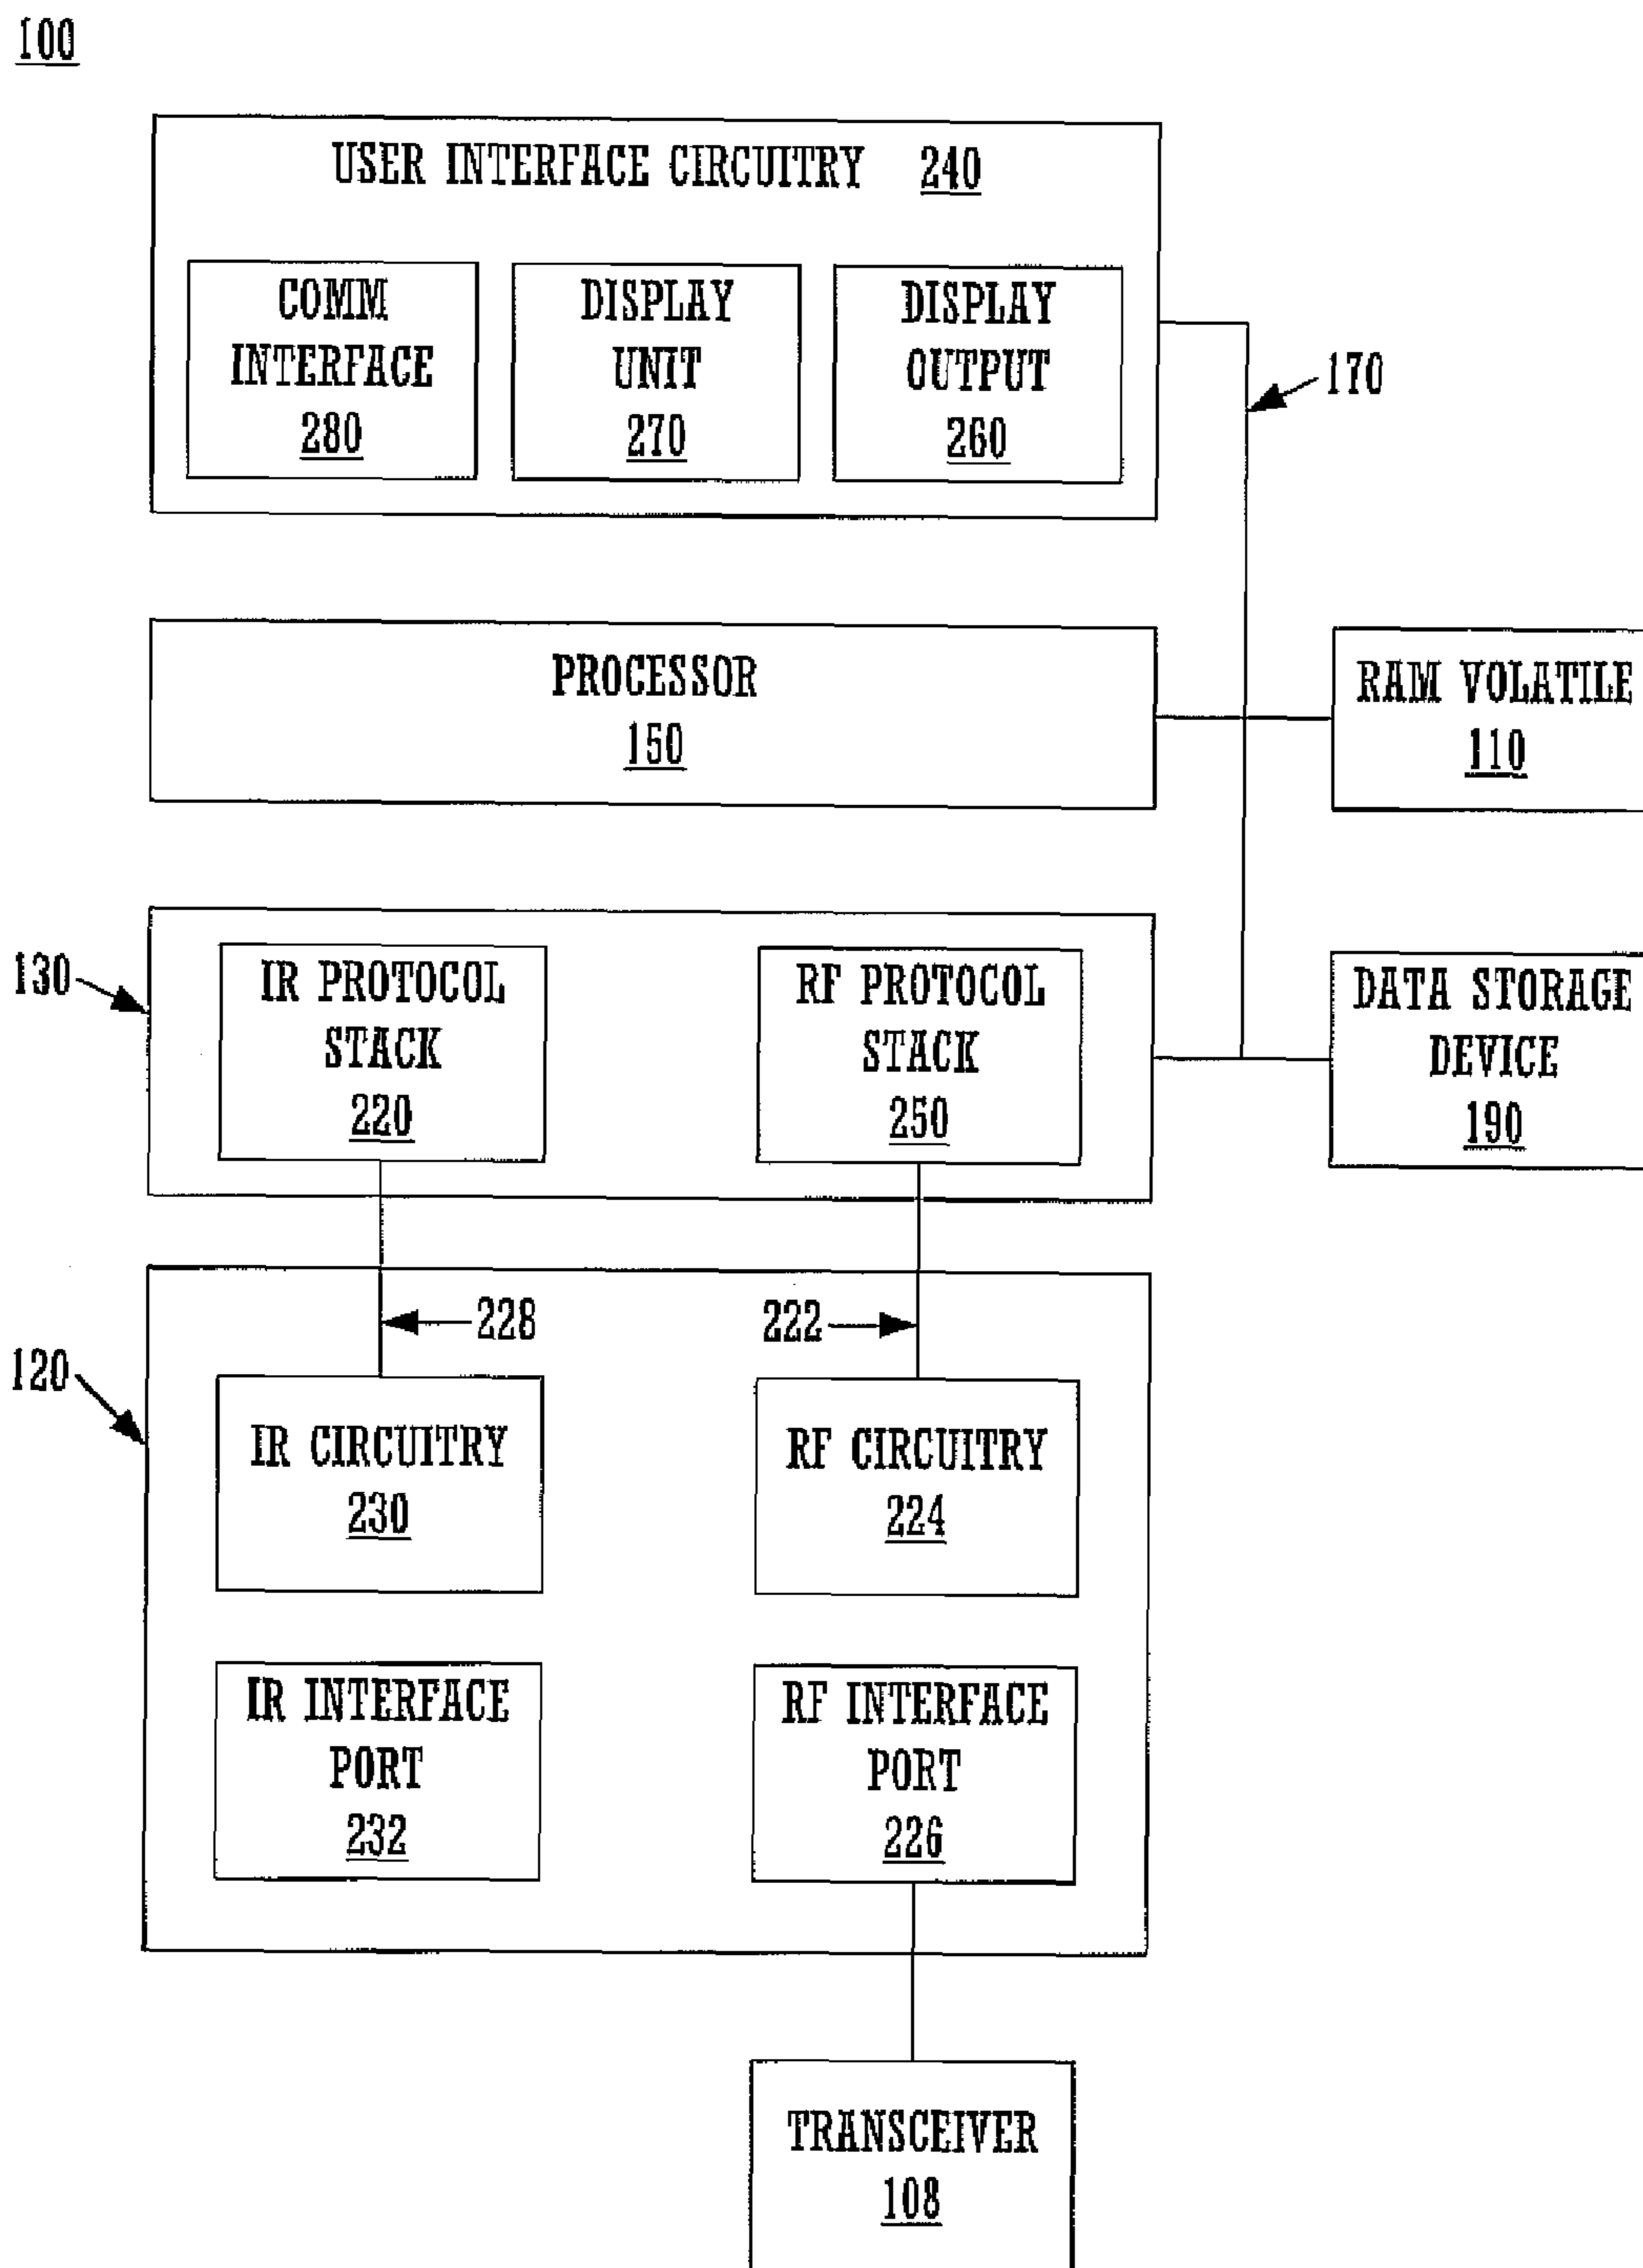 100
USER INTERFACE CIRCUITRY 240
COMM
INTERFACE
280
DISPLAY
UNIT
270
DISPLAY
OUTPUT
260
170
PROCESSOR
150
RAM VOLATILE
110
130
IR PROTOCOL
STACK
220
RF PROTOCOL
STACK
250
DATA STORAGE
DEVICE
190
228
222
120
IR CIRCUITRY
230
RF CIRCUITRY
224
IR INTERFACE
PORT
232
RF INTERFACE
PORT
226
TRANSCEIVER
108